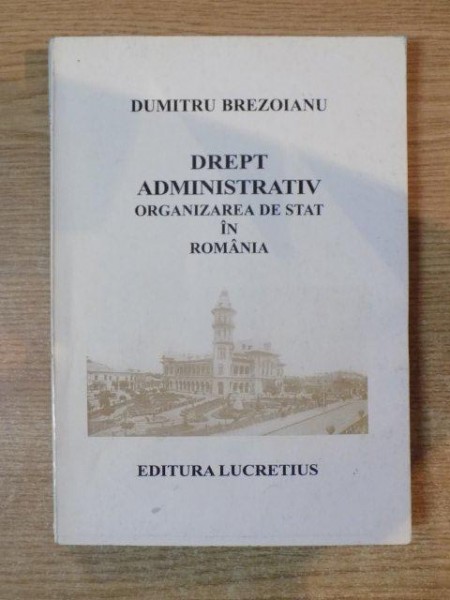 DUMITRU BREZOIANU
DREPT
ADMINISTRATIV
ORGANIZAREA DE STAT
ÎN
ROMÂNIA
EDITURA LUCRETIUS